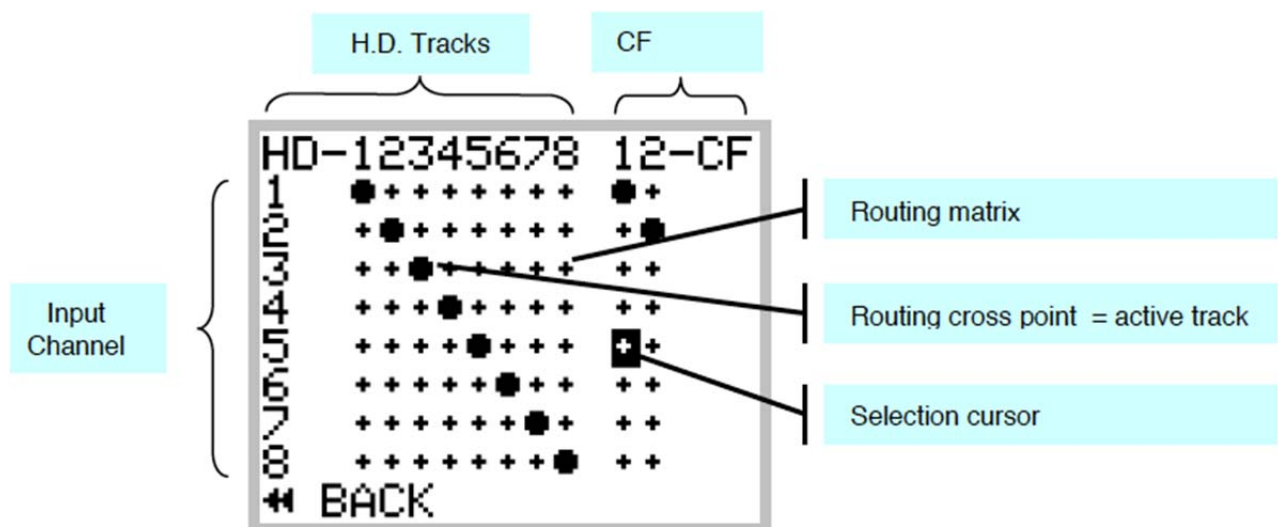 H.D. Tracks
CF
HD-12345678 12-CF
1
2
3
4
5
6
7
8
BACK
Input
Channel
Routing matrix
Routing cross point = active track
Selection cursor